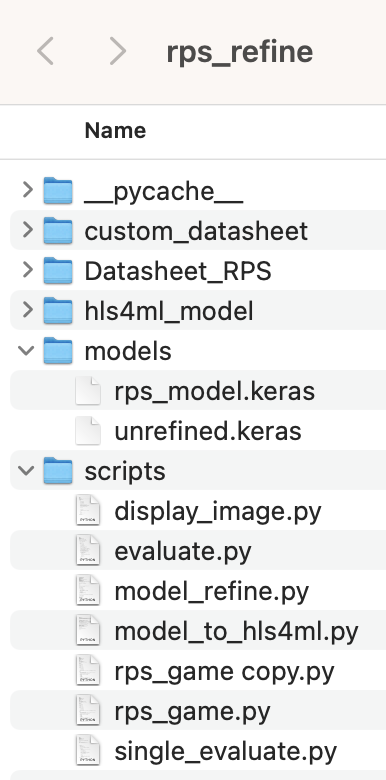 rps_refine
Name
__pycache__
custom_datasheet
Datasheet_RPS
hls4ml_model
models
rps_model.keras
unrefined.keras
scripts
display_image.py
evaluate.py
model_refine.py
model_to_hls4ml.py
rps_game copy.py
rps_game.py
single_evaluate.py